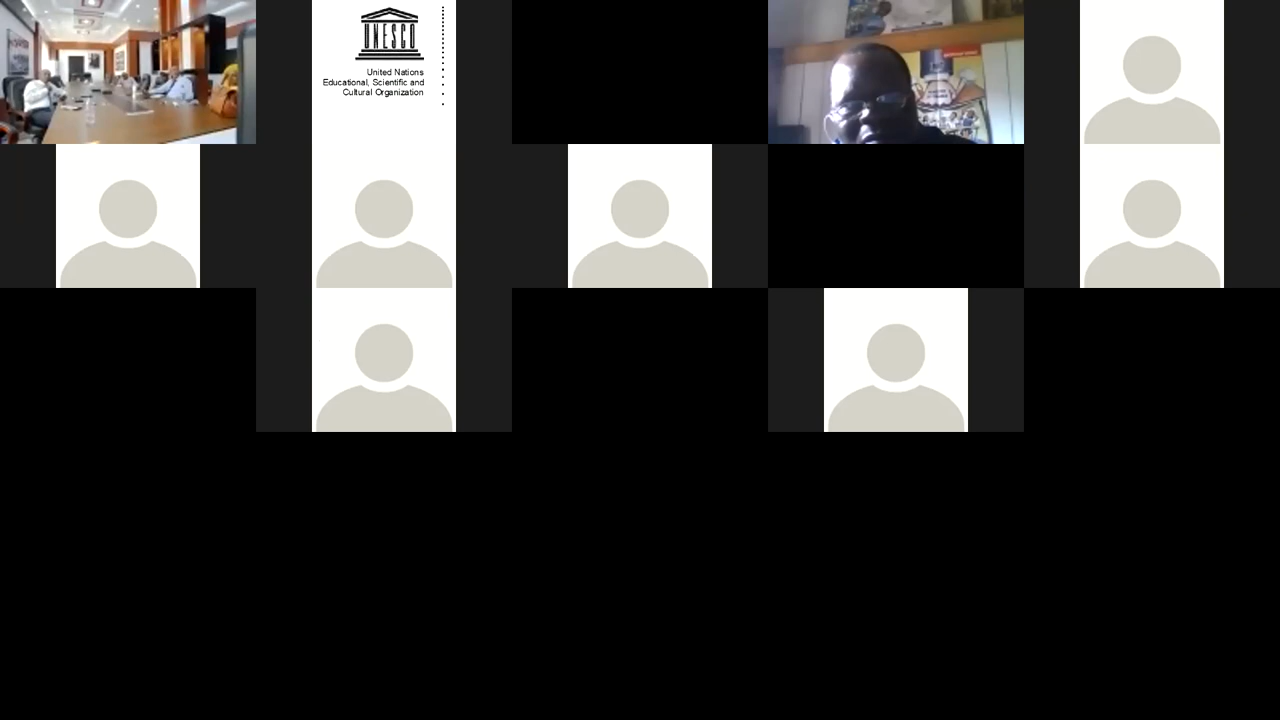 UNESCO
United Nations
Educational, Scientific and
Cultural Organization